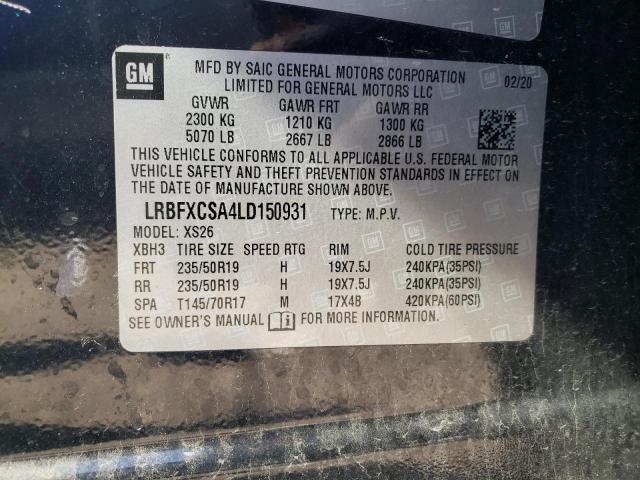 GM
MFD BY SAIC GENERAL MOTORS CORPORATION
LIMITED FOR GENERAL MOTORS LLC
02/20
GVWR GAWR FRT GAWR RR
2300 KG 1210 KG 1300 KG
5070 LB 2667 LB 2866 LB
THIS VEHICLE CONFORMS TO ALL APPLICABLE U.S. FEDERAL MOTOR
VEHICLE SAFETY AND THEFT PREVENTION STANDARDS IN EFFECT ON
THE DATE OF MANUFACTURE SHOWN ABOVE.
LRBFXCSA4LD150931 TYPE: M.P.V.
MODEL: XS26
XBH3 TIRE SIZE SPEED RTG RIM COLD TIRE PRESSURE
FRT 235/50R19 H 19X7.5J 240KPA(35PSI)
RR 235/50R19 H 19X7.5J 240KPA(35PSI)
SPA T145/70R17 M 17X4B 420KPA(60PSI)
SEE OWNER'S MANUAL FOR MORE INFORMATION.